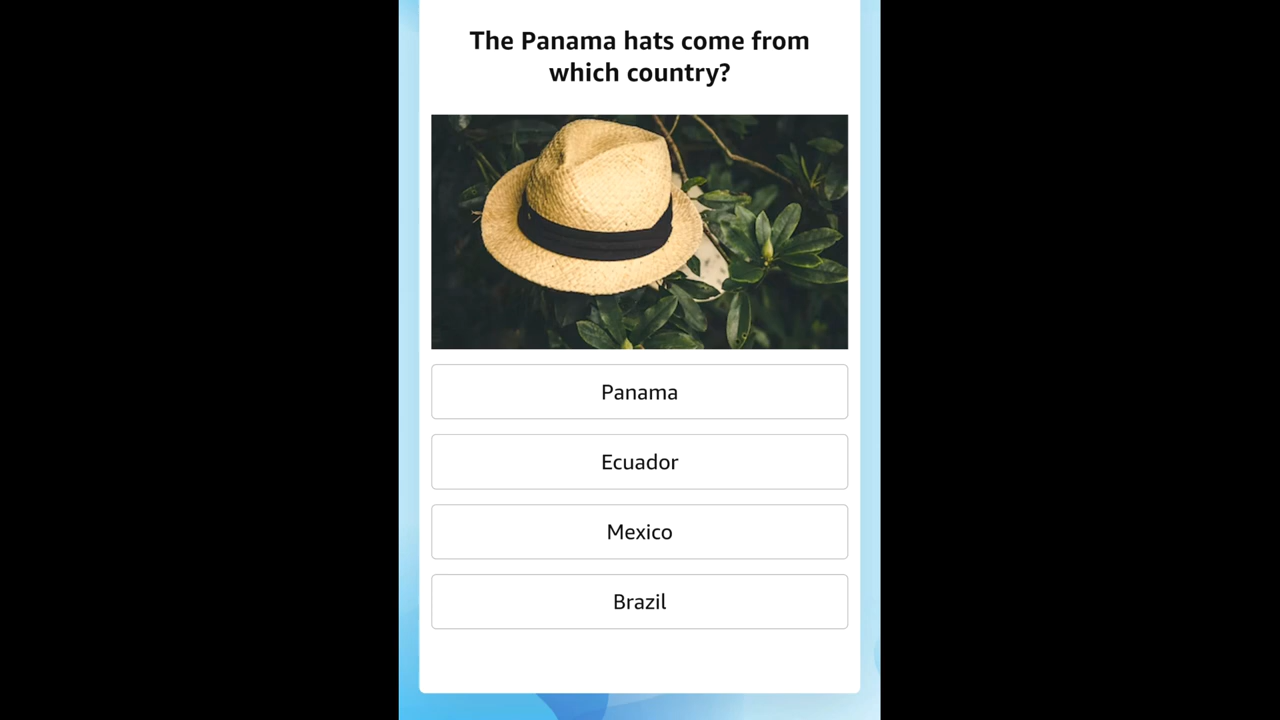 The Panama hats come from
which country?
Panama
Ecuador
Mexico
Brazil